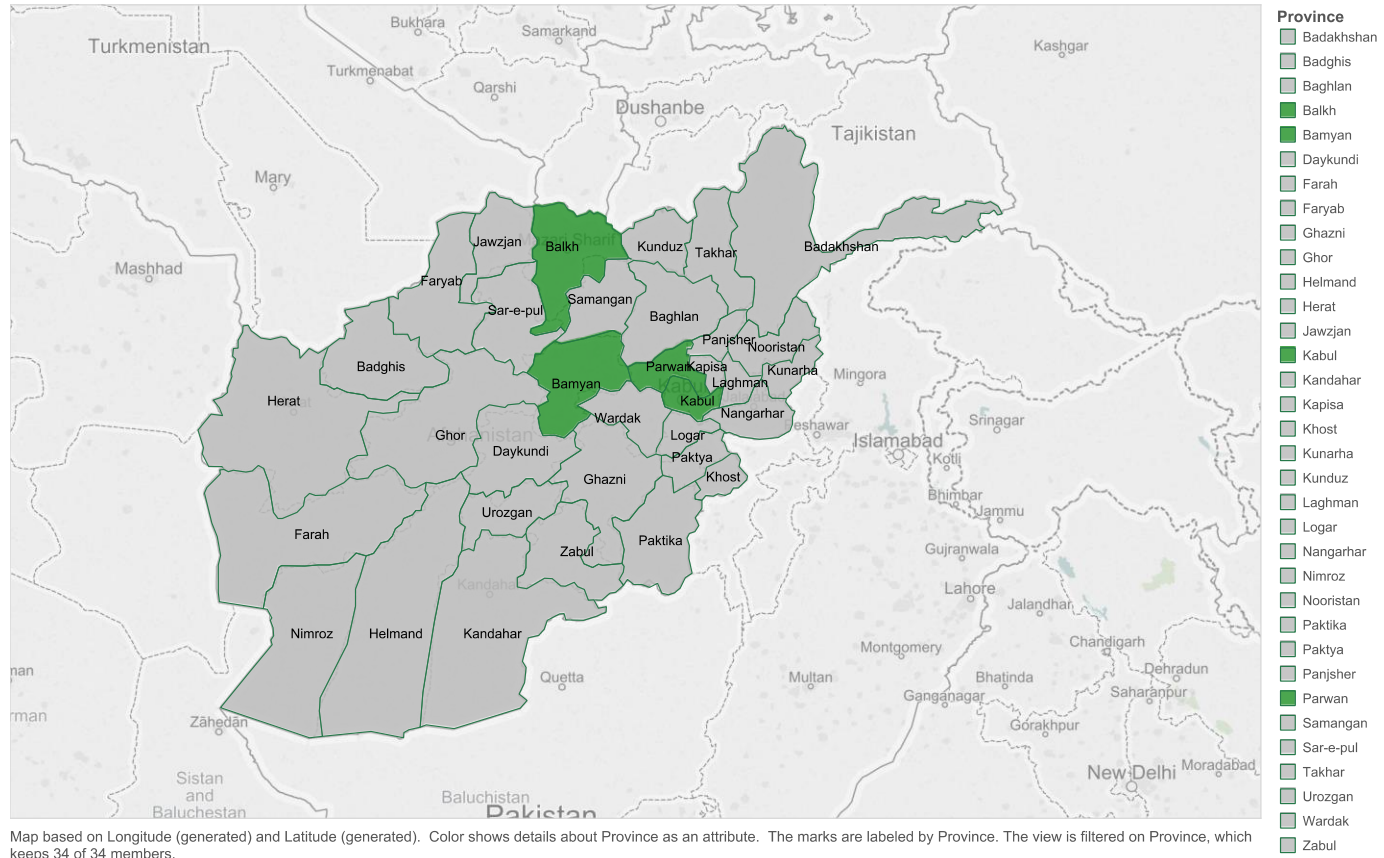 Bukhara
Samarkand
Turkmenistan
Kashgar
Turkmenabat
Qarshi
Dushanbe
Tajikistan
Mary
Mashhad
Jawzjan
Balkh
Mazari Sharif
Kunduz
Takhar
Badakhshan
Faryab
Sar-e-pul
Samangan
Baghlan
Panjsher
Nooristan
Badghis
Bamyan
Parwan
Kapisa
Laghman
Kunarha
Mingora
Kabul
Kabul
Herat
Wardak
Nangarhar
Peshawar
Srinagar
Islamabad
Kotli
Ghor
Afghanistan
Daykundi
Logar
Paktya
Khost
Ghazni
Bhimbar
Jammu
Urozgan
Farah
Zabul
Paktika
Gujranwala
Kandahar
Lahore
Jalandhar
Nimroz
Helmand
Kandahar
Chandigarh
Montgomery
Dehradun
man
Quetta
Multan
Bhatinda
Saharanpur
Ganganagar
rman
Zāhedān
Gorakhpur
Moradabad
New Delhi
Sistan
and
Baluchestan
Baluchistan
Pakistan
Province
Badakhshan
Badghis
Baghlan
Balkh
Bamyan
Daykundi
Farah
Faryab
Ghazni
Ghor
Helmand
Herat
Jawzjan
Kabul
Kandahar
Kapisa
Khost
Kunarha
Kunduz
Laghman
Logar
Nangarhar
Nimroz
Nooristan
Paktika
Paktya
Panjsher
Parwan
Samangan
Sar-e-pul
Takhar
Urozgan
Wardak
Zabul
Map based on Longitude (generated) and Latitude (generated).  Color shows details about Province as an attribute.  The marks are labeled by Province. The view is filtered on Province, which
keeps 34 of 34 members.